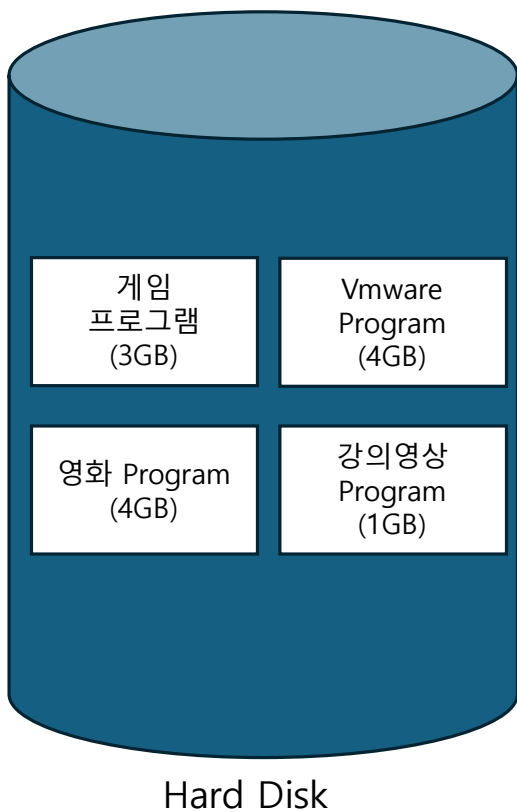 게임
프로그램
(3GB)
Vmware
Program
(4GB)
영화 Program
(4GB)
강의영상
Program
(1GB)
Hard Disk